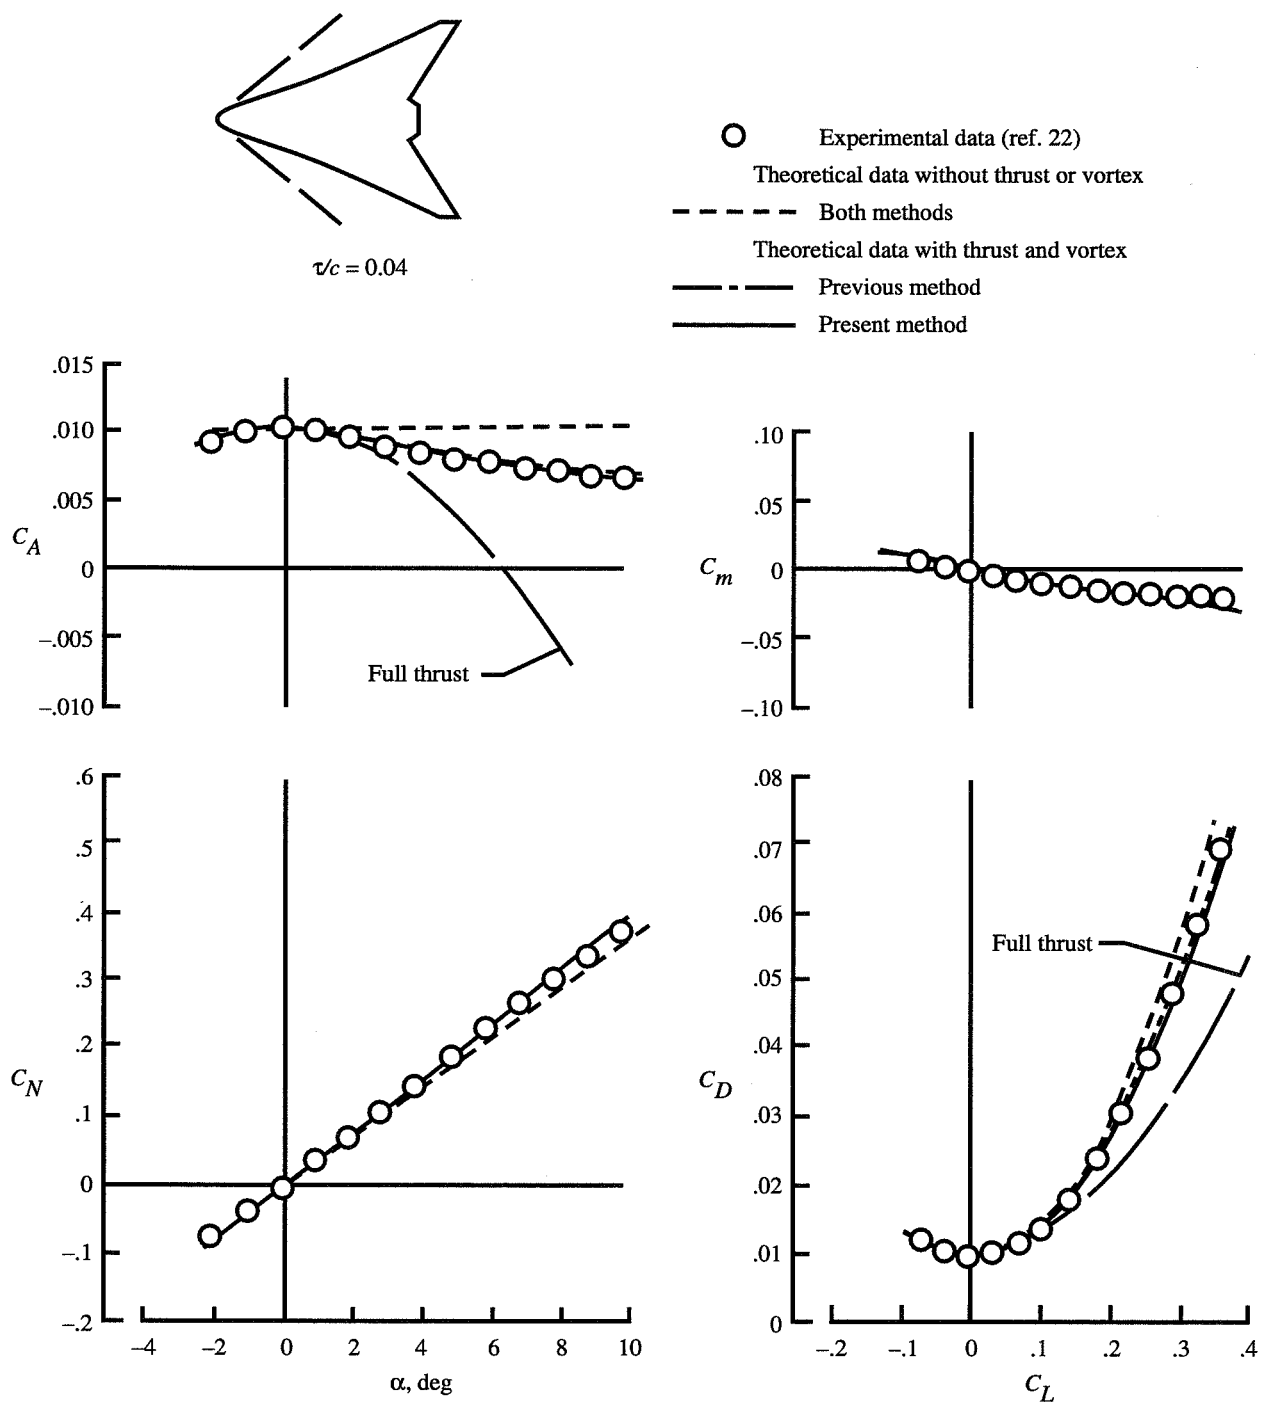 Experimental data (ref. 22)
Theoretical data without thrust or vortex
Both methods
Theoretical data with thrust and vortex
Previous method
Present method
τ/c = 0.04
.015
.010
.005
0
–.005
–.010
C_A
Full thrust
.10
.05
0
–.05
–.10
C_m
.6
.5
.4
.3
.2
.1
0
–.1
–.2
C_N
–4 –2 0 2 4 6 8 10
α, deg
.08
.07
.06
.05
.04
.03
.02
.01
0
C_D
Full thrust
–.2 –.1 0 .1 .2 .3 .4
C_L